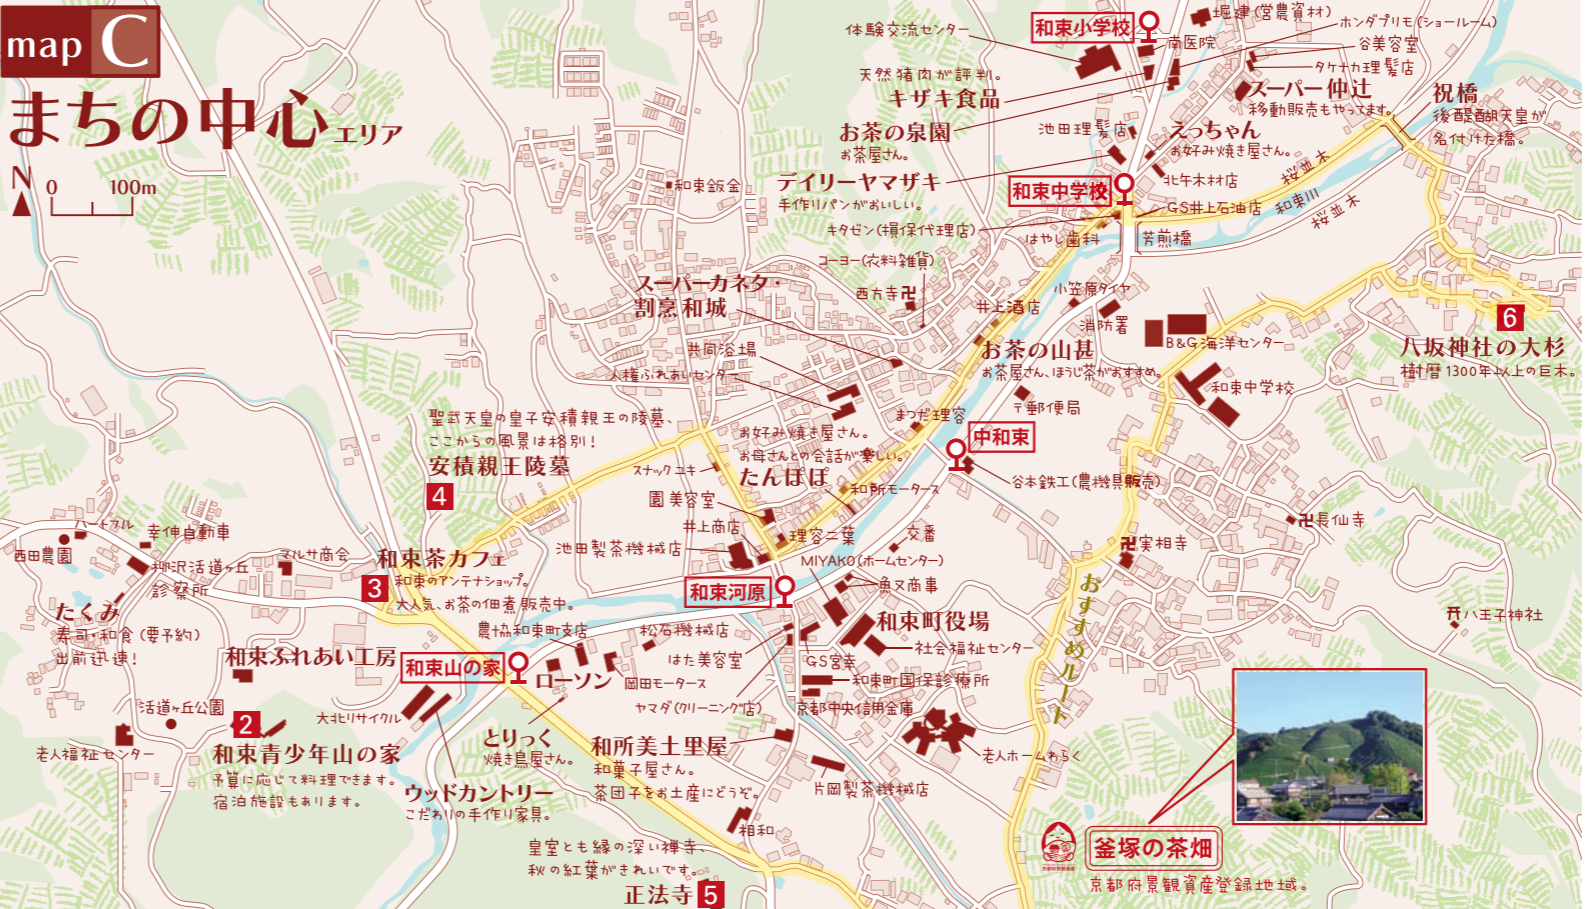 map C
まちの中心エリア
N
0 100m
体験交流センター
和束小学校
堀建(営農資材)
ホンダプリモ(ショールーム)
南医院
谷美容室
タケナカ理髪店
天然猪肉が評判。
キザキ食品
スーパー仲辻
移動販売もやってます。
祝橋
後醍醐天皇が
名付けた橋。
お茶の泉園
お茶屋さん。
池田理髪店
えっちゃん
お好み焼き屋さん。
デイリーヤマザキ
手作りパンがおいしい。
和束中学校
北午木材店
桜並木
和束川
桜並木
GS井上石油店
キタゼン(損保代理店)
はやし歯科
芳煎橋
和束鈑金
コーヨー(衣料雑貨)
スーパーカネタ・
割烹和城
西方寺卍
小笠原タイヤ
井上酒店
消防署
B&G海洋センター
6
八坂神社の大杉
樹暦1300年以上の巨木。
共同浴場
人権ふれあいセンター
お茶の山甚
お茶屋さん、ほうじ茶がおすすめ。
和束中学校
〒郵便局
まつだ理容
聖武天皇の皇子安積親王の陵墓、
ここからの風景は格別!
安積親王陵墓
4
お好み焼き屋さん。
お母さんとの会話が楽しい。
たんぽぽ
中和束
スナック ユキ
谷本鉄工(農機具販売)
和所モータース
園美容室
井上商店
池田製茶機械店
理容二葉
交番
卍長仙寺
卍実相寺
ハートフル
幸伸自動車
西田農園
柳沢活道ヶ丘
診察所
マルサ商会
和束茶カフェ
3
和束のアンテナショップ。
大人気、お茶の佃煮販売中。
MIYAKO(ホームセンター)
魚又商事
和束河原
おすすめルート
八王子神社
たくみ
寿司・和食(要予約)
出前迅速!
農協和束町支店
松石機械店
和束町役場
社会福祉センター
和束ふれあい工房
和束山の家
ローソン
はた美容室
GS宮幸
岡田モータース
和束町国保診療所
ヤマダ(クリーニング店)
京都中央信用金庫
活道ヶ丘公園
2
大北リサイクル
老人福祉センター
和束青少年山の家
予算に応じて料理できます。
宿泊施設もあります。
とりっく
焼き鳥屋さん。
和所美土里屋
和菓子屋さん。
茶団子をお土産にどうぞ。
老人ホームわらく
片岡製茶機械店
ウッドカントリー
こだわりの手作り家具。
相和
皇室とも縁の深い禅寺、
秋の紅葉がきれいです。
正法寺 5
釜塚の茶畑
京都府景観資産登録地域。